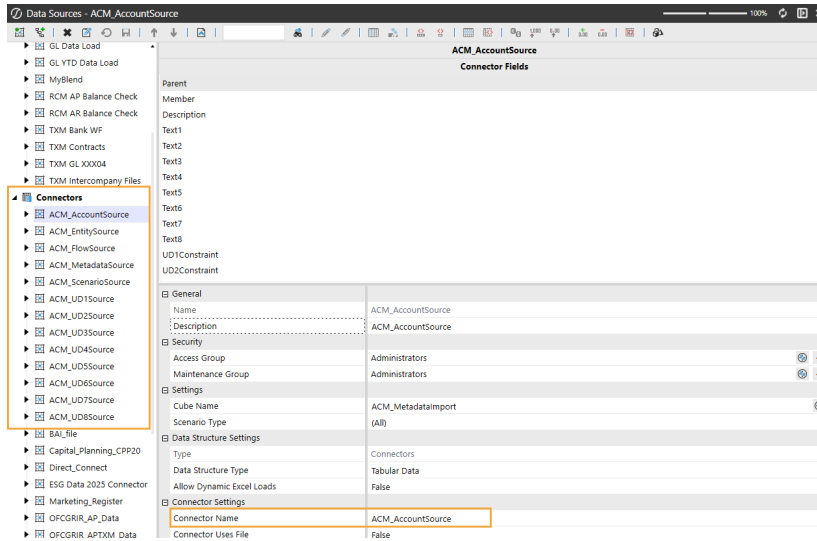 Data Sources - ACM_AccountSource
100%
GL Data Load
GL YTD Data Load
MyBlend
RCM AP Balance Check
RCM AR Balance Check
TXM Bank WF
TXM Contracts
TXM GL XXX04
TXM Intercompany Files
Connectors
ACM_AccountSource
ACM_EntitySource
ACM_FlowSource
ACM_MetadataSource
ACM_ScenarioSource
ACM_UD1Source
ACM_UD2Source
ACM_UD3Source
ACM_UD4Source
ACM_UD5Source
ACM_UD6Source
ACM_UD7Source
ACM_UD8Source
BAI_file
Capital_Planning_CPP20
Direct_Connect
ESG Data 2025 Connector
Marketing_Register
OFCGRIR_AP_Data
OFCGRIR_APTXM_Data
ACM_AccountSource
Connector Fields
Parent
Member
Description
Text1
Text2
Text3
Text4
Text5
Text6
Text7
Text8
UD1Constraint
UD2Constraint
General
Name ACM_AccountSource
Description ACM_AccountSource
Security
Access Group Administrators
Maintenance Group Administrators
Settings
Cube Name ACM_MetadataImport
Scenario Type (All)
Data Structure Settings
Type Connectors
Data Structure Type Tabular Data
Allow Dynamic Excel Loads False
Connector Settings
Connector Name ACM_AccountSource
Connector Uses File False